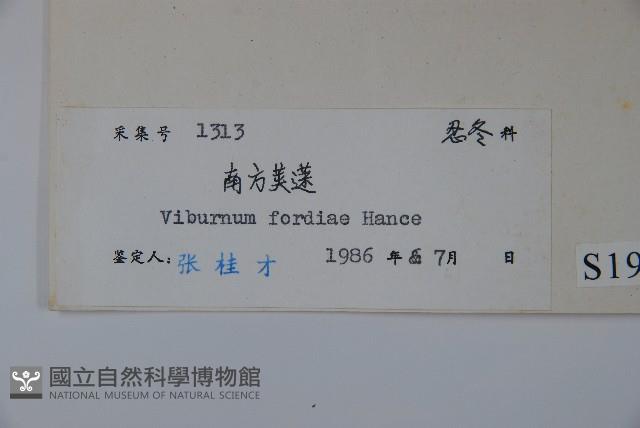 采集号 1313 忍冬科
南方荚蒾
Viburnum fordiae Hance
鉴定人: 张桂才 1986 年 7月 日
S19
國立自然科學博物館
NATIONAL MUSEUM OF NATURAL SCIENCE